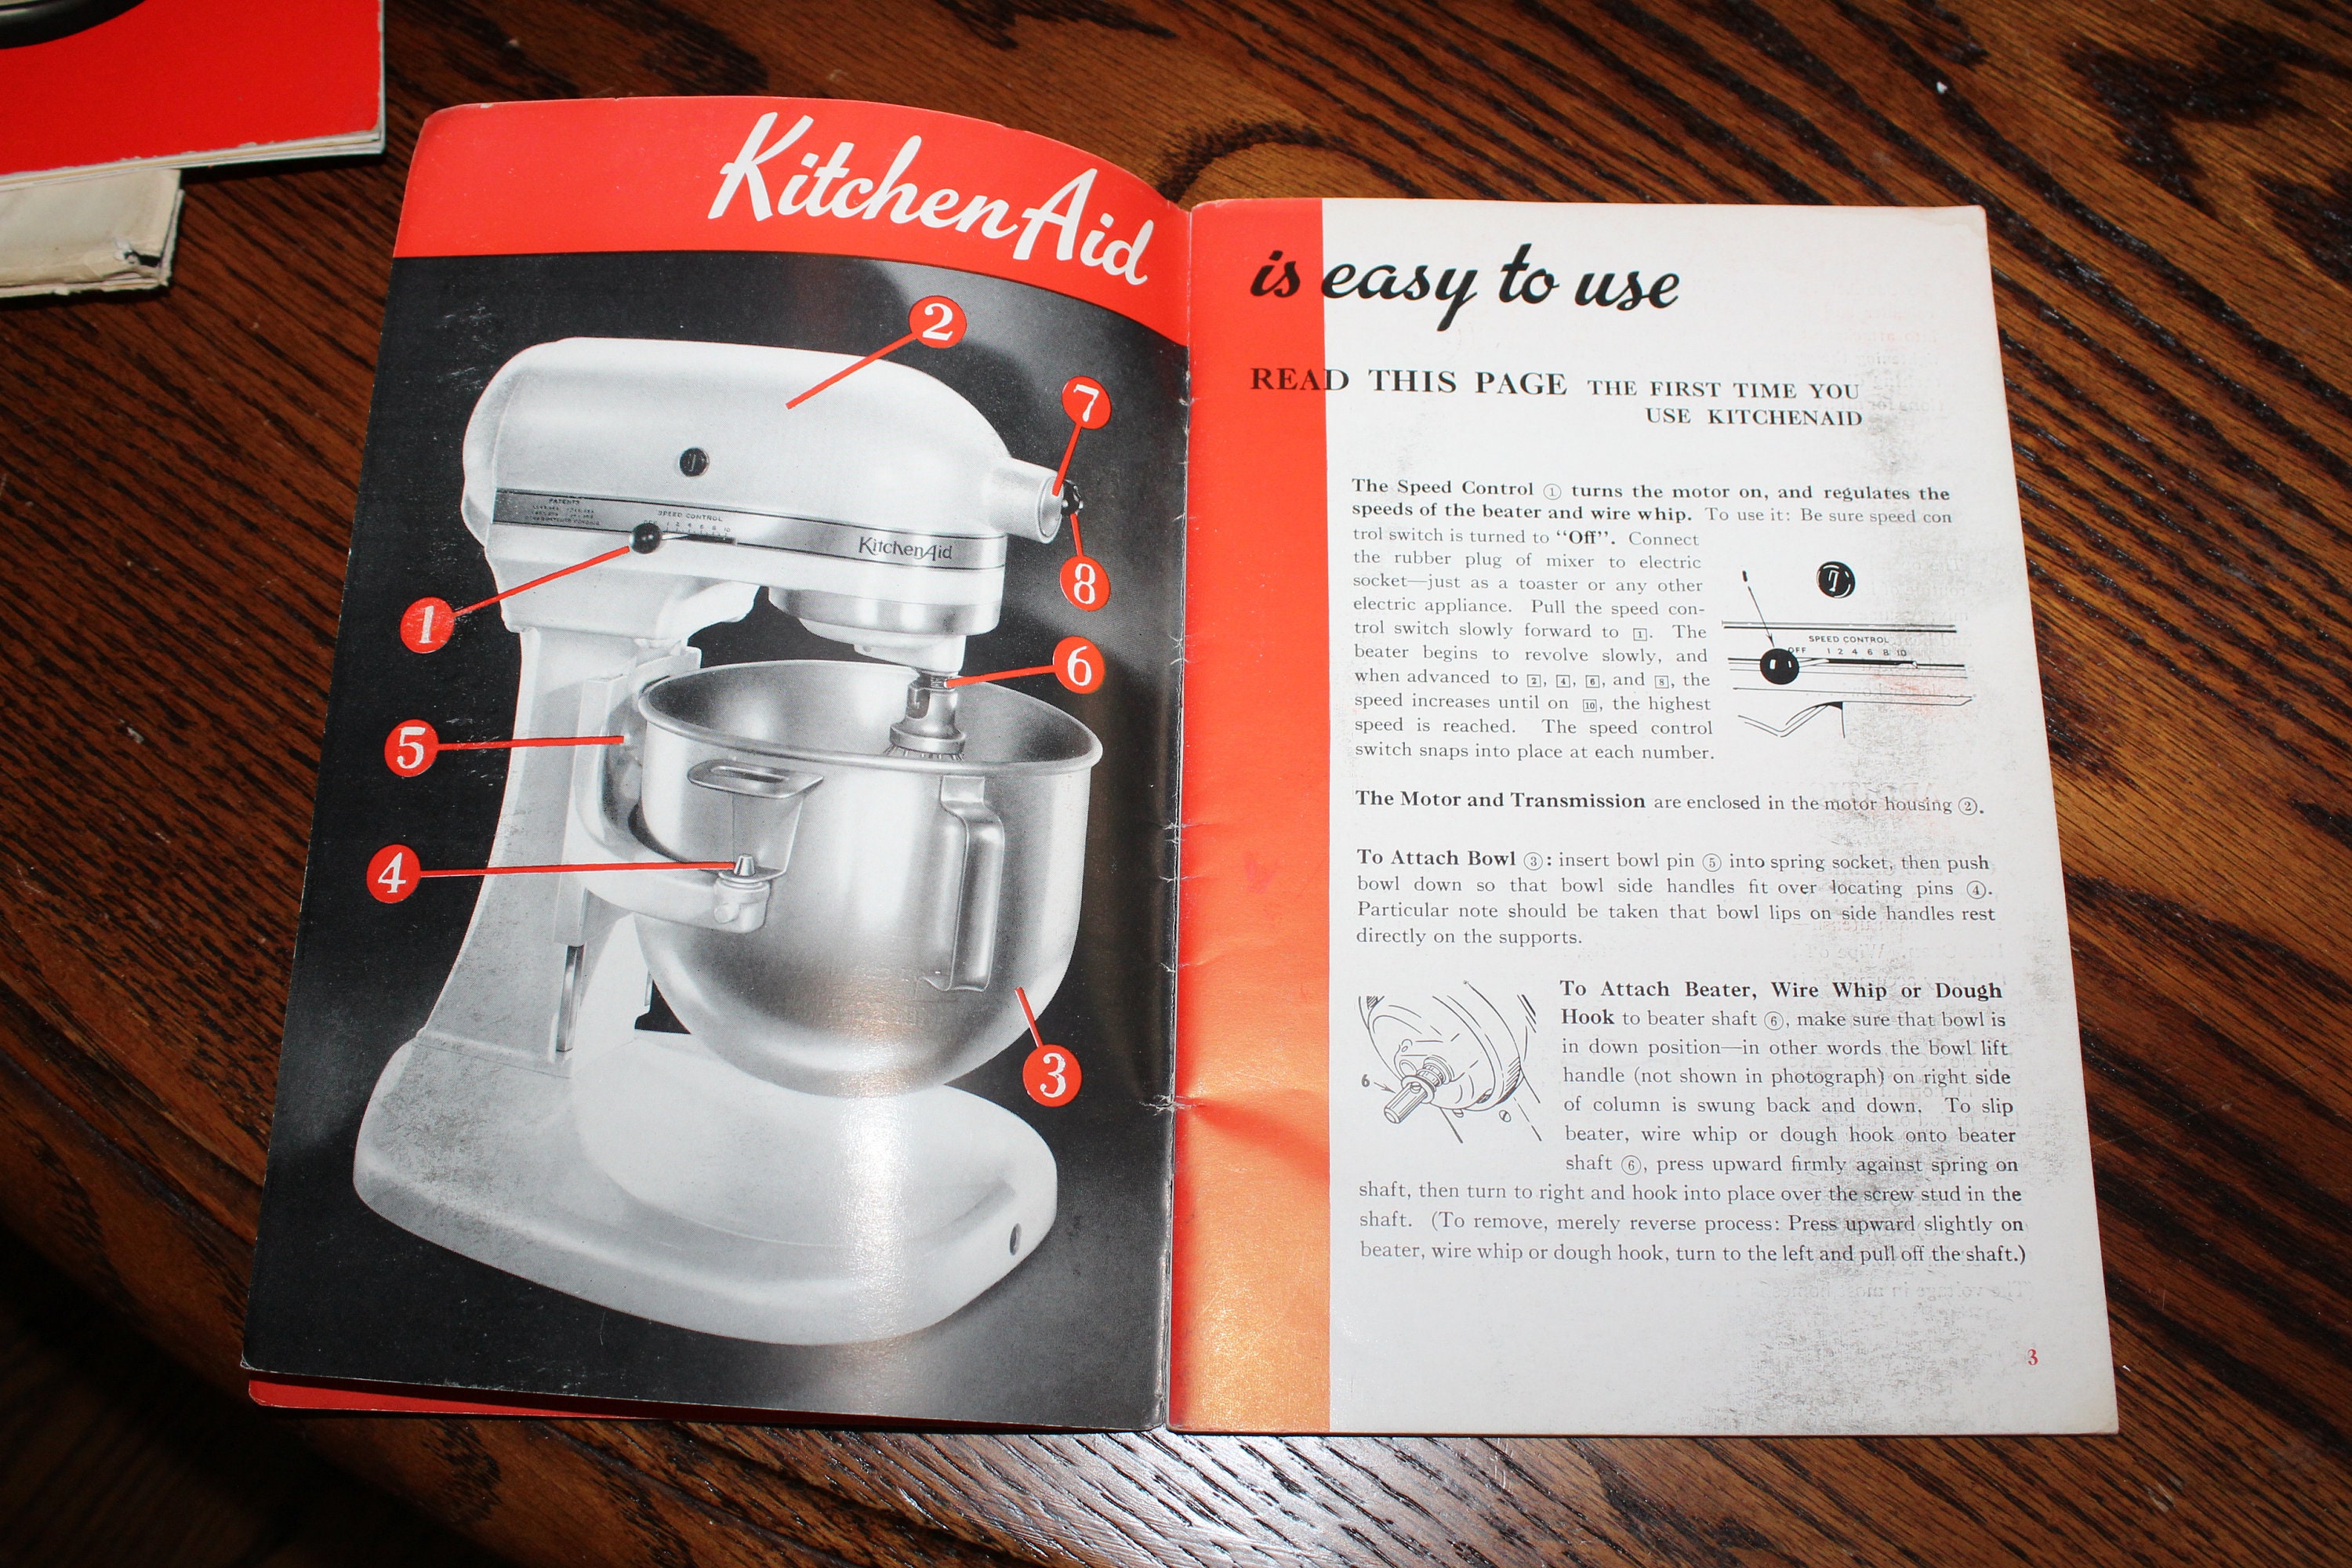 KitchenAid
2
7
SPEED CONTROL
KitchenAid
1
8
6
5
4
3
is easy to use
READ THIS PAGE THE FIRST TIME YOU
USE KITCHENAID
The Speed Control ① turns the motor on, and regulates the
speeds of the beater and wire whip. To use it: Be sure speed con
trol switch is turned to “Off”. Connect
the rubber plug of mixer to electric
socket—just as a toaster or any other
electric appliance. Pull the speed con-
trol switch slowly forward to 1. The
beater begins to revolve slowly, and
when advanced to 2, 4, 6, and 8, the
speed increases until on 10, the highest
speed is reached. The speed control
switch snaps into place at each number.
SPEED CONTROL
OFF 1 2 4 6 8 10
The Motor and Transmission are enclosed in the motor housing ②.
To Attach Bowl ③: insert bowl pin ⑤ into spring socket, then push
bowl down so that bowl side handles fit over locating pins ④.
Particular note should be taken that bowl lips on side handles rest
directly on the supports.
6
To Attach Beater, Wire Whip or Dough
Hook to beater shaft ⑥, make sure that bowl is
in down position—in other words the bowl lift
handle (not shown in photograph) on right side
of column is swung back and down. To slip
beater, wire whip or dough hook onto beater
shaft ⑥, press upward firmly against spring on
shaft, then turn to right and hook into place over the screw stud in the
shaft. (To remove, merely reverse process: Press upward slightly on
beater, wire whip or dough hook, turn to the left and pull off the shaft.)
3